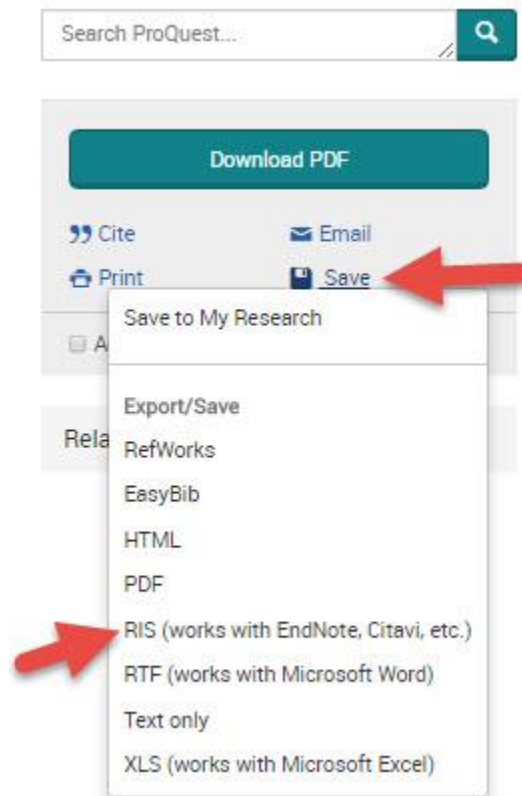 Search ProQuest...
Download PDF
Cite
Email
Print
Save
Save to My Research
A
Export/Save
Rela
RefWorks
EasyBib
HTML
PDF
RIS (works with EndNote, Citavi, etc.)
RTF (works with Microsoft Word)
Text only
XLS (works with Microsoft Excel)